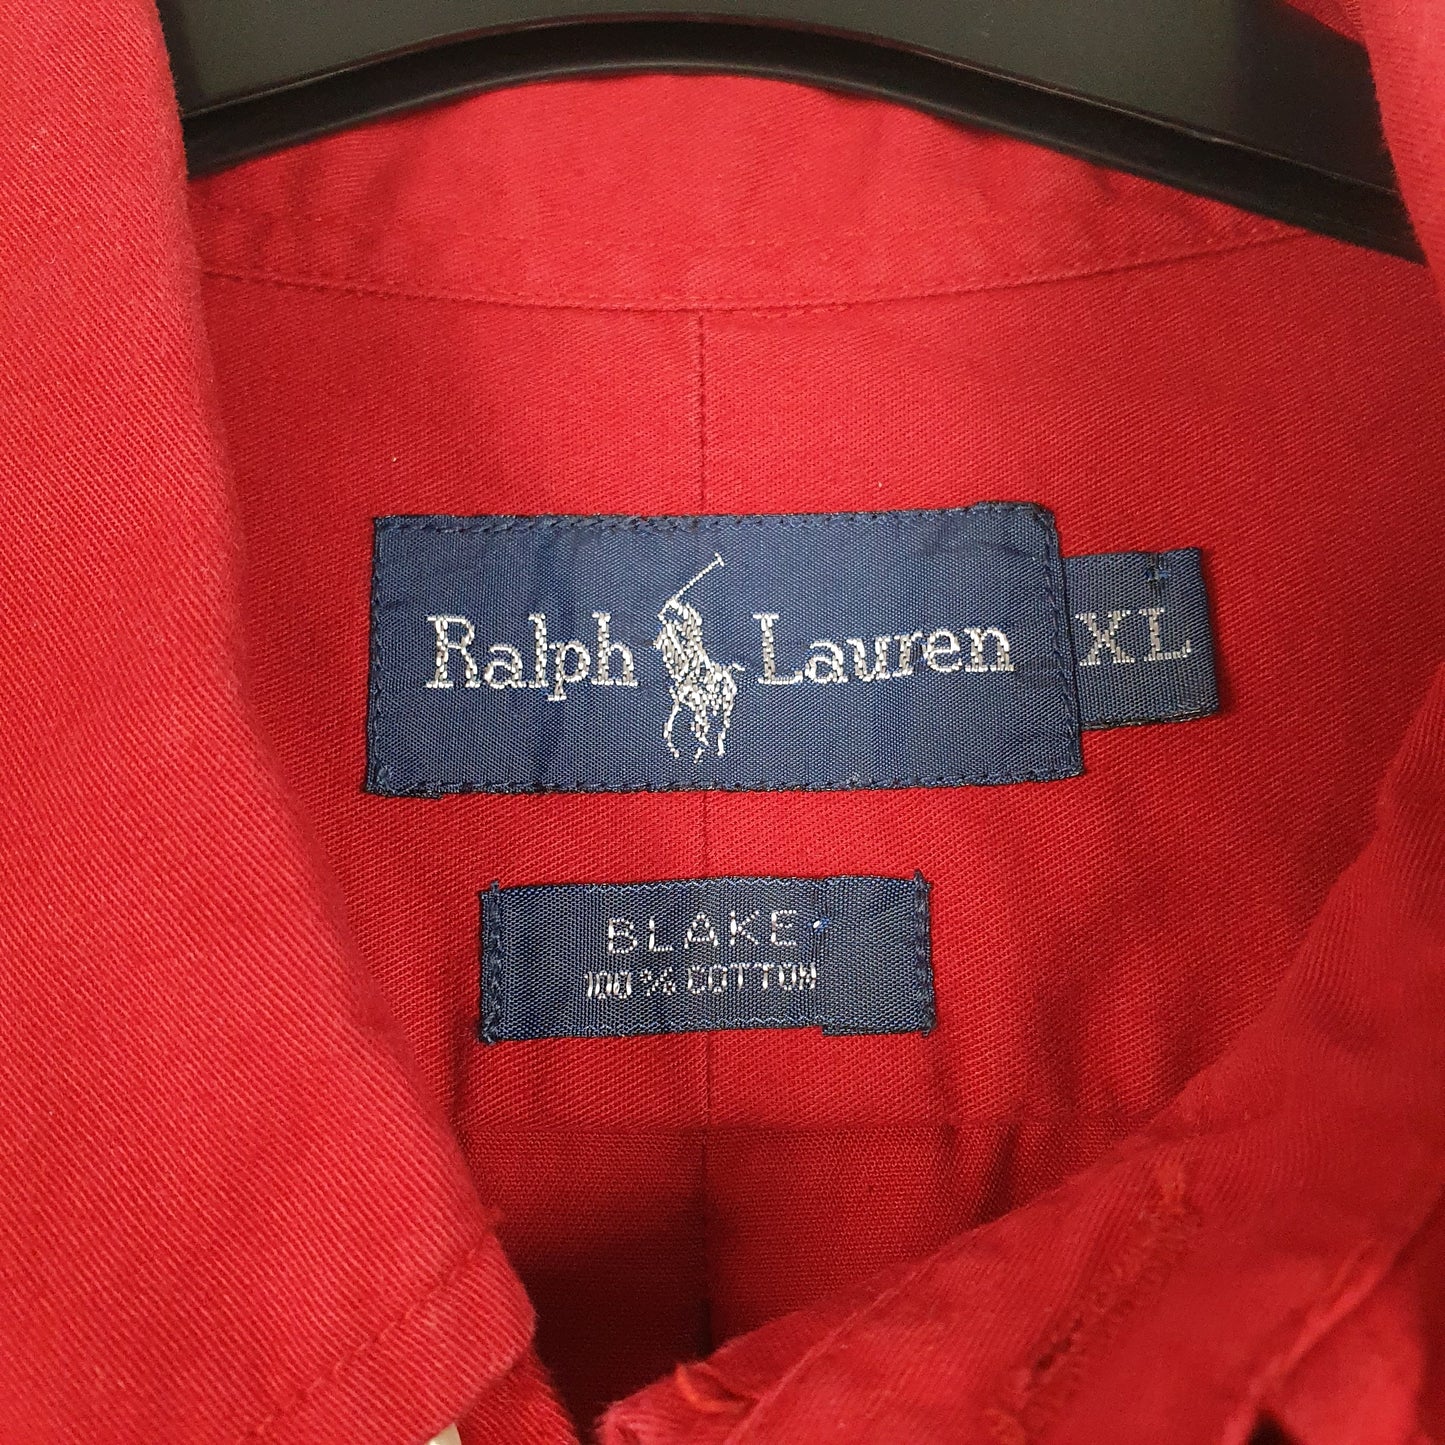 Ralph Lauren XL
BLAKE
100% COTTON